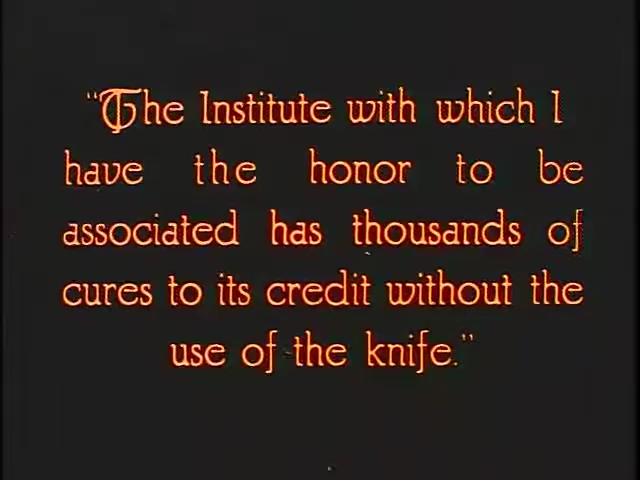 "The Institute with which I
have the honor to be
associated has thousands of
cures to its credit without the
use of the knife."